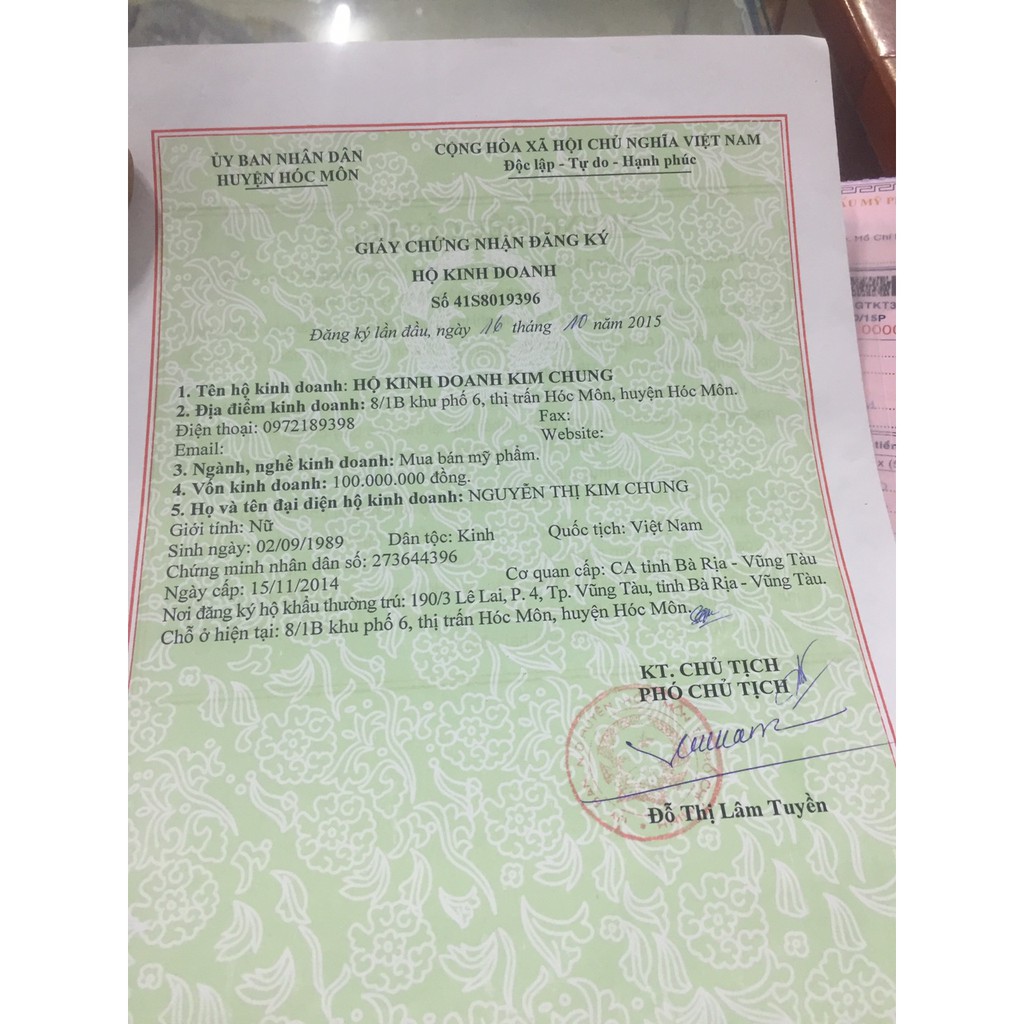 ỦY BAN NHÂN DÂN
HUYỆN HÓC MÔN
CỘNG HÒA XÃ HỘI CHỦ NGHĨA VIỆT NAM
Độc lập - Tự do - Hạnh phúc
GIẤY CHỨNG NHẬN ĐĂNG KÝ
HỘ KINH DOANH
Số 41S8019396
Đăng ký lần đầu, ngày 16 tháng 10 năm 2015
1. Tên hộ kinh doanh: HỘ KINH DOANH KIM CHUNG
2. Địa điểm kinh doanh: 8/1B khu phố 6, thị trấn Hóc Môn, huyện Hóc Môn.
Điện thoại: 0972189398 Fax:
Email: Website:
3. Ngành, nghề kinh doanh: Mua bán mỹ phẩm.
4. Vốn kinh doanh: 100.000.000 đồng.
5. Họ và tên đại diện hộ kinh doanh: NGUYỄN THỊ KIM CHUNG
Giới tính: Nữ
Sinh ngày: 02/09/1989 Dân tộc: Kinh Quốc tịch: Việt Nam
Chứng minh nhân dân số: 273644396
Ngày cấp: 15/11/2014 Cơ quan cấp: CA tỉnh Bà Rịa - Vũng Tàu
Nơi đăng ký hộ khẩu thường trú: 190/3 Lê Lai, P. 4, Tp. Vũng Tàu, tỉnh Bà Rịa - Vũng Tàu.
Chỗ ở hiện tại: 8/1B khu phố 6, thị trấn Hóc Môn, huyện Hóc Môn.
KT. CHỦ TỊCH
PHÓ CHỦ TỊCH
Đỗ Thị Lâm Tuyền
GTKT3
/15P